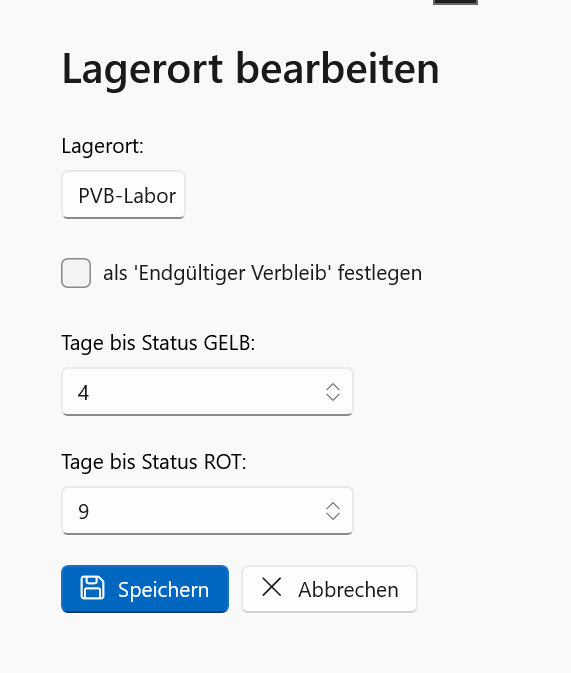 Lagerort bearbeiten
Lagerort:
PVB-Labor
als 'Endgültiger Verbleib' festlegen
Tage bis Status GELB:
4
Tage bis Status ROT:
9
Speichern
Abbrechen